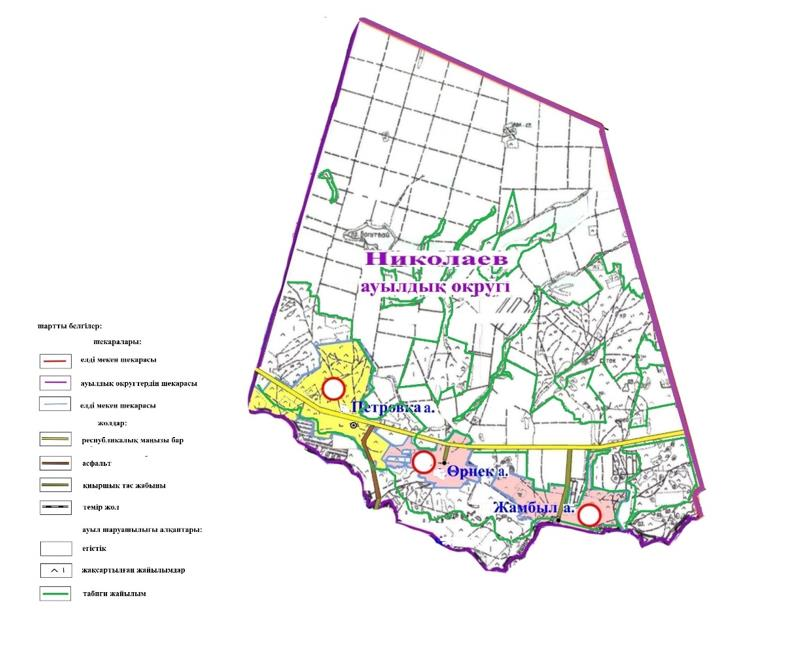 Николаев
ауылдық округі
Петровка а.
Өрнек а.
Жамбыл а.
шартты белгілер:
шекаралары:
елді мекен шекарасы
ауылдық округтердің шекарасы
елді мекен шекарасы
жолдар:
республикалық маңызы бар
асфальт
қиыршық тас жабыны
темір жол
ауыл шаруашылығы алқаптары:
егістік
жақсартылған жайылымдар
табиғи жайылым